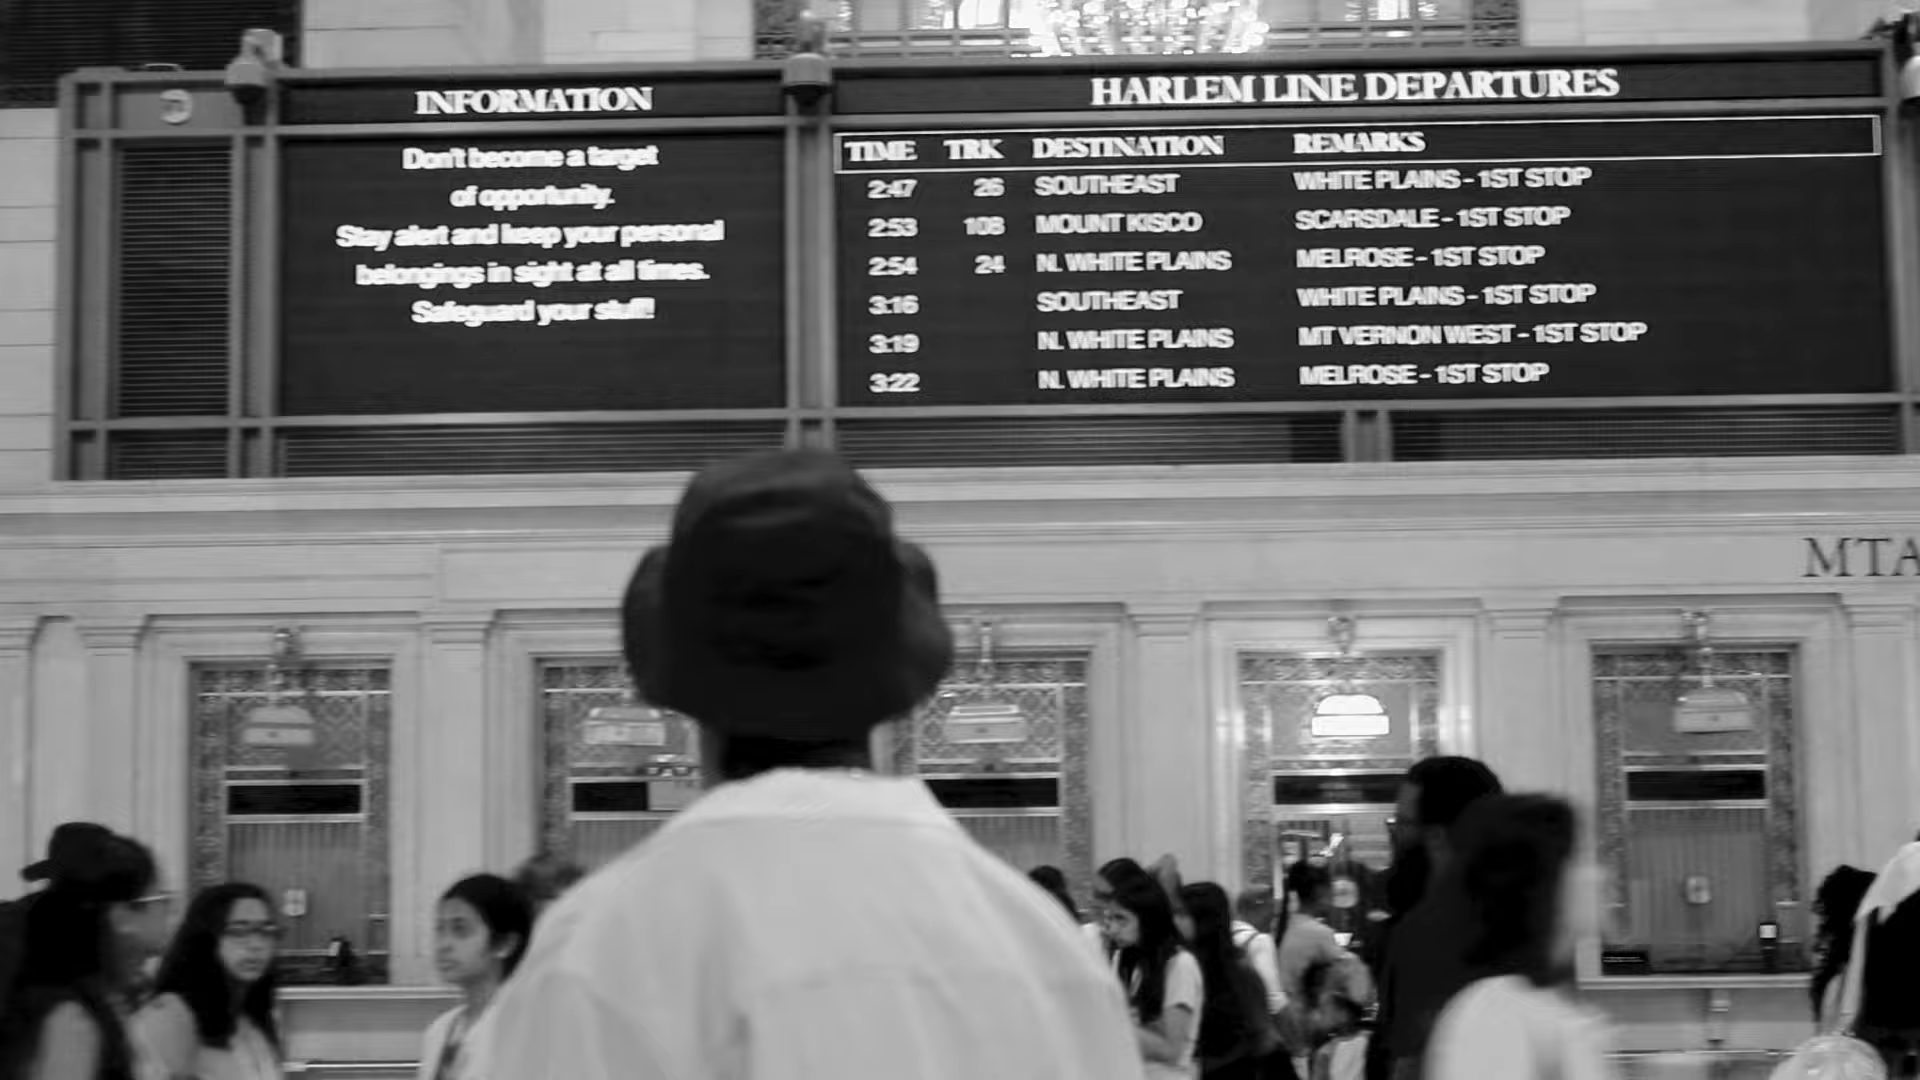 INFORMATION
Don't become a target
of opportunity.
Stay alert and keep your personal
belongings in sight at all times.
Safeguard your stuff!
HARLEM LINE DEPARTURES
TIME TRK DESTINATION REMARKS
2:47 26 SOUTHEAST WHITE PLAINS - 1ST STOP
2:53 108 MOUNT KISCO SCARSDALE - 1ST STOP
2:54 24 N. WHITE PLAINS MELROSE - 1ST STOP
3:16 SOUTHEAST WHITE PLAINS - 1ST STOP
3:19 N. WHITE PLAINS MT VERNON WEST - 1ST STOP
3:22 N. WHITE PLAINS MELROSE - 1ST STOP
MTA